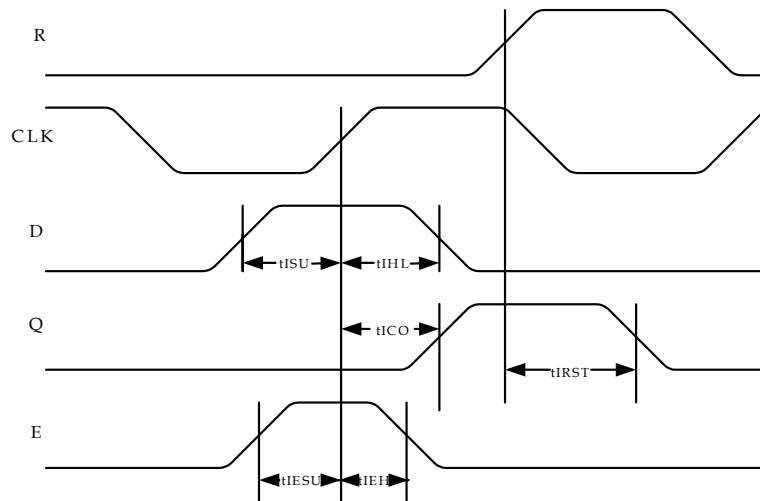 R
CLK
D
tISU tIHL
Q
tICO
tIRST
E
tIESU tIEH